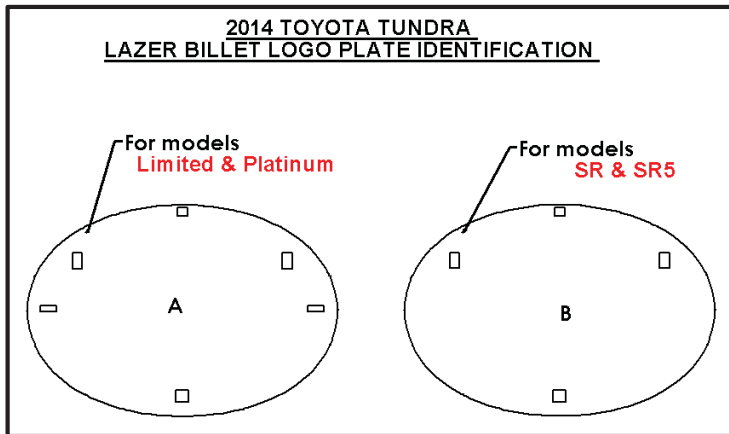 2014 TOYOTA TUNDRA
LAZER BILLET LOGO PLATE IDENTIFICATION
For models
Limited & Platinum
For models
SR & SR5
A
B